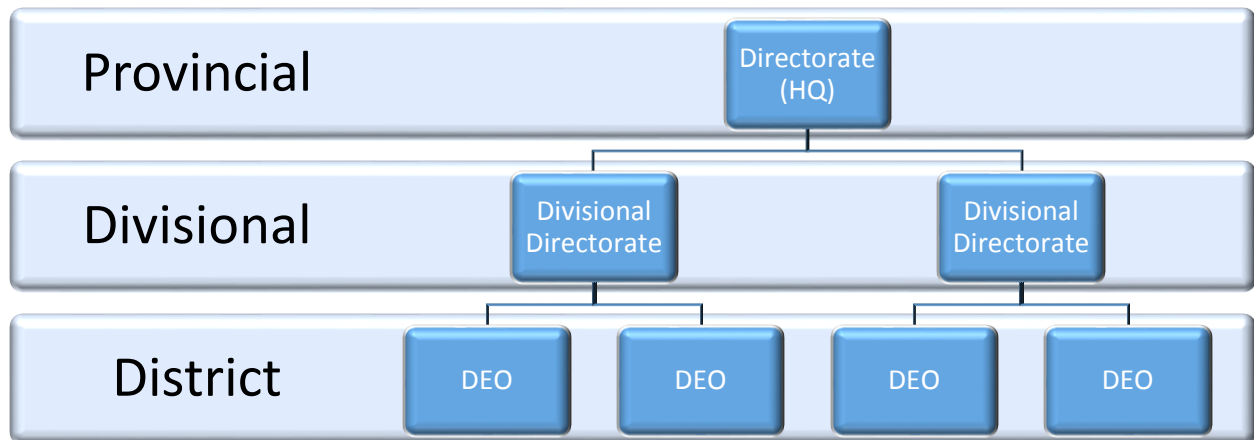 Provincial
Directorate
(HQ)
Divisional
Divisional
Directorate
Divisional
Directorate
District
DEO
DEO
DEO
DEO